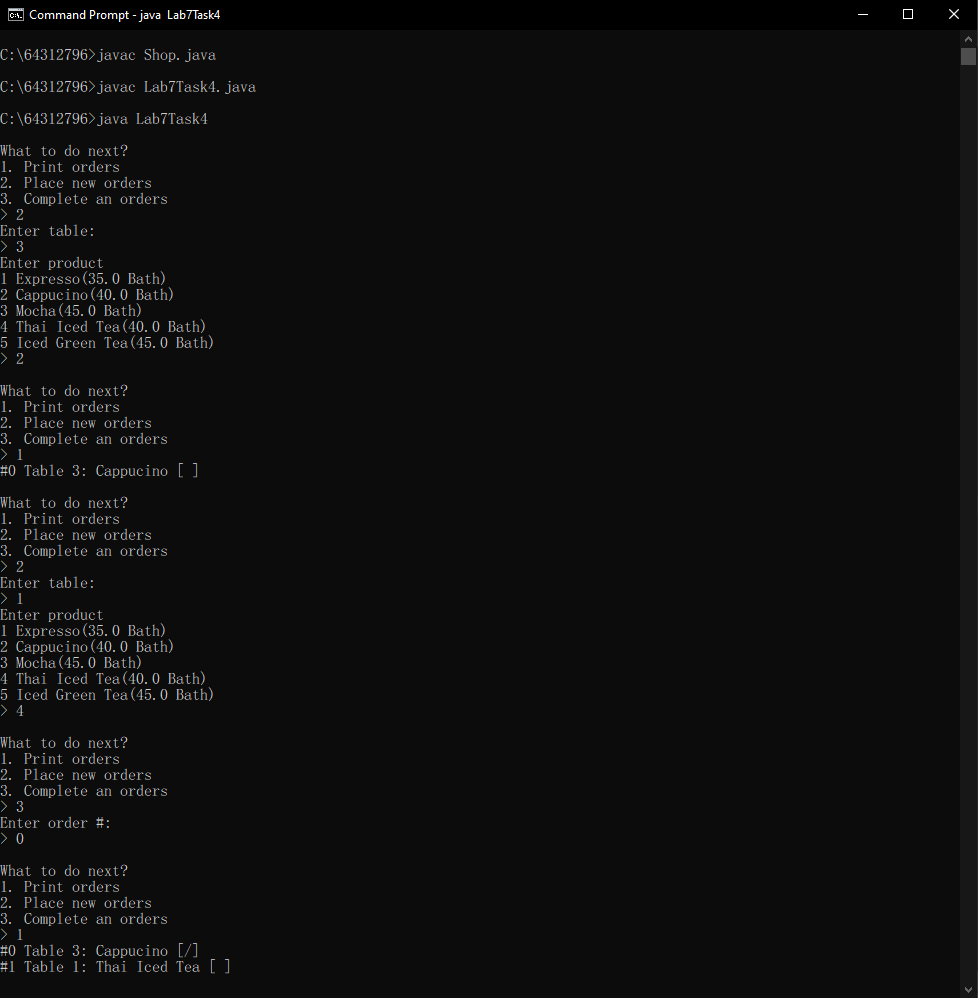 Command Prompt - java Lab7Task4
C:\64312796>javac Shop.java
C:\64312796>javac Lab7Task4.java
C:\64312796>java Lab7Task4
What to do next?
1. Print orders
2. Place new orders
3. Complete an orders
> 2
Enter table:
> 3
Enter product
1 Expresso(35.0 Bath)
2 Cappucino(40.0 Bath)
3 Mocha(45.0 Bath)
4 Thai Iced Tea(40.0 Bath)
5 Iced Green Tea(45.0 Bath)
> 2
What to do next?
1. Print orders
2. Place new orders
3. Complete an orders
> 1
#0 Table 3: Cappucino [ ]
What to do next?
1. Print orders
2. Place new orders
3. Complete an orders
> 2
Enter table:
> 1
Enter product
1 Expresso(35.0 Bath)
2 Cappucino(40.0 Bath)
3 Mocha(45.0 Bath)
4 Thai Iced Tea(40.0 Bath)
5 Iced Green Tea(45.0 Bath)
> 4
What to do next?
1. Print orders
2. Place new orders
3. Complete an orders
> 3
Enter order #:
> 0
What to do next?
1. Print orders
2. Place new orders
3. Complete an orders
> 1
#0 Table 3: Cappucino [/]
#1 Table 1: Thai Iced Tea [ ]